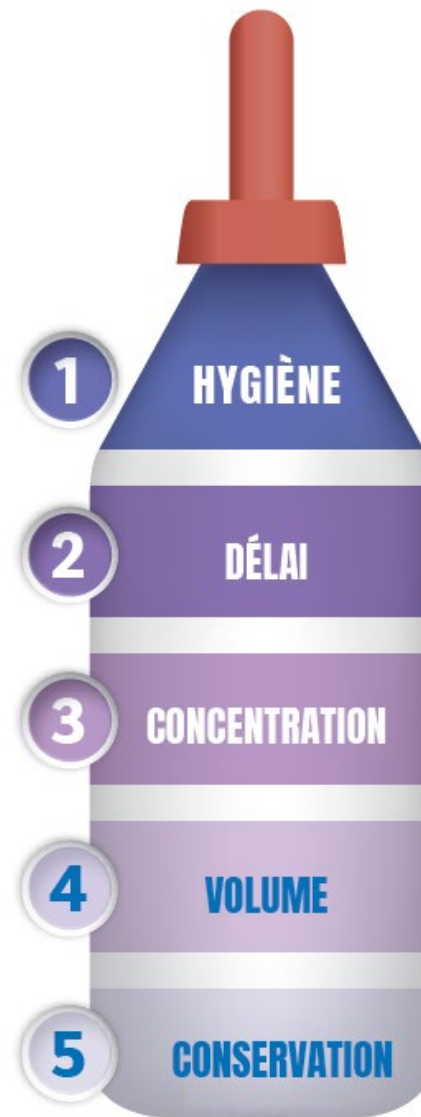 1
HYGIÈNE
2
DÉLAI
3
CONCENTRATION
4
VOLUME
5
CONSERVATION